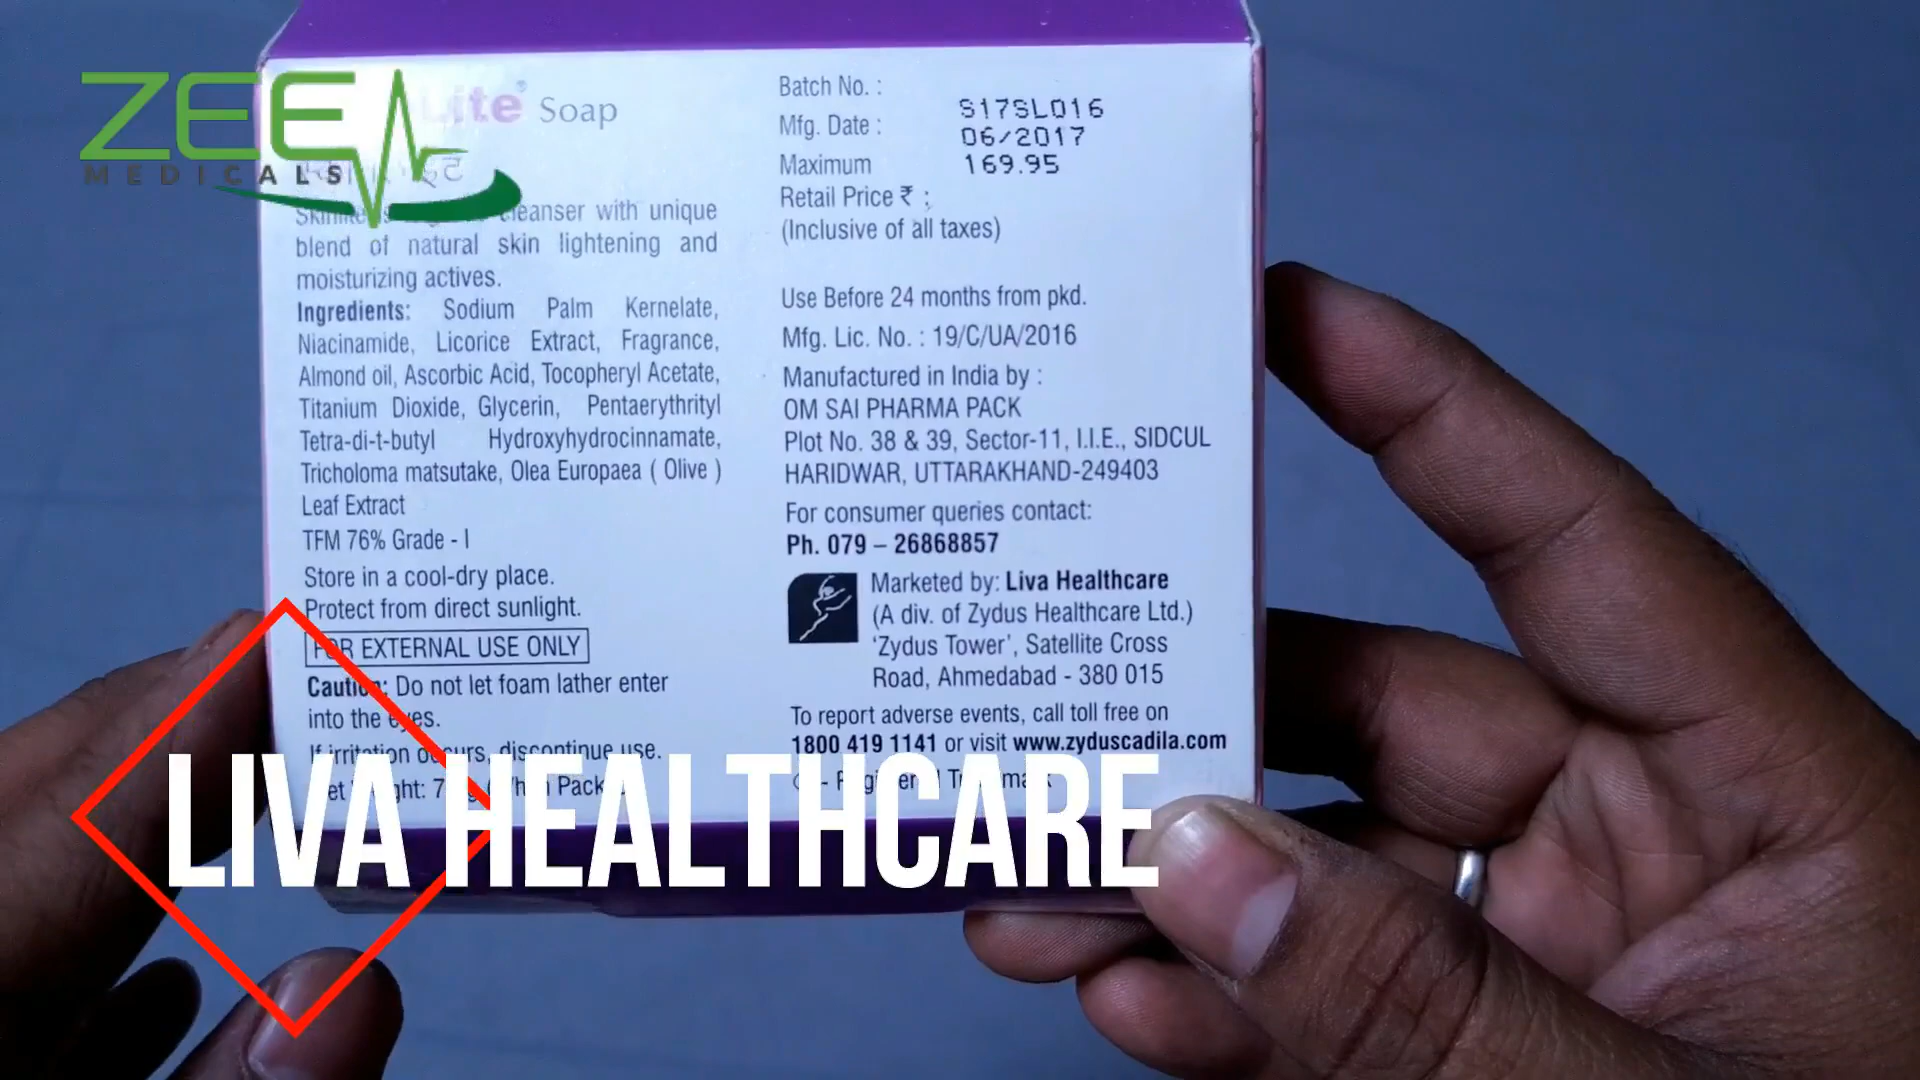 ZEE
MEDICALS
Lite® Soap
cleanser with unique
blend of natural skin lightening and
moisturizing actives.
Ingredients: Sodium Palm Kernelate,
Niacinamide, Licorice Extract, Fragrance,
Almond oil, Ascorbic Acid, Tocopheryl Acetate,
Titanium Dioxide, Glycerin, Pentaerythrityl
Tetra-di-t-butyl Hydroxyhydrocinnamate,
Tricholoma matsutake, Olea Europaea ( Olive )
Leaf Extract
TFM 76% Grade - I
Store in a cool-dry place.
Protect from direct sunlight.
FOR EXTERNAL USE ONLY
Caution: Do not let foam lather enter
into the eyes.
If irritation occurs, discontinue use.
Batch No. :
S17SL016
Mfg. Date :
06/2017
Maximum
169.95
Retail Price ₹ :
(Inclusive of all taxes)
Use Before 24 months from pkd.
Mfg. Lic. No. : 19/C/UA/2016
Manufactured in India by :
OM SAI PHARMA PACK
Plot No. 38 & 39, Sector-11, I.I.E., SIDCUL
HARIDWAR, UTTARAKHAND-249403
For consumer queries contact:
Ph. 079 – 26868857
Marketed by: Liva Healthcare
(A div. of Zydus Healthcare Ltd.)
'Zydus Tower', Satellite Cross
Road, Ahmedabad - 380 015
To report adverse events, call toll free on
1800 419 1141 or visit www.zyduscadila.com
LIVA HEALTHCARE